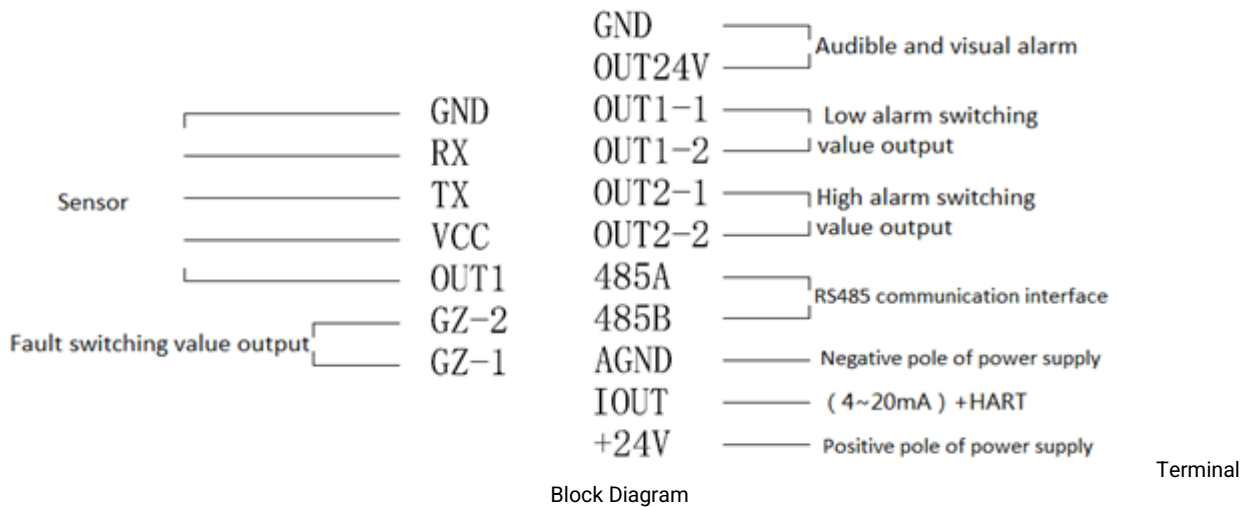 GND
OUT24V
Audible and visual alarm
GND
OUT1-1
Low alarm switching
RX
OUT1-2
value output
Sensor
TX
OUT2-1
High alarm switching
VCC
OUT2-2
value output
OUT1
485A
RS485 communication interface
GZ-2
485B
Fault switching value output
GZ-1
AGND
Negative pole of power supply
IOUT
(4~20mA)+HART
+24V
Positive pole of power supply
Terminal
Block Diagram